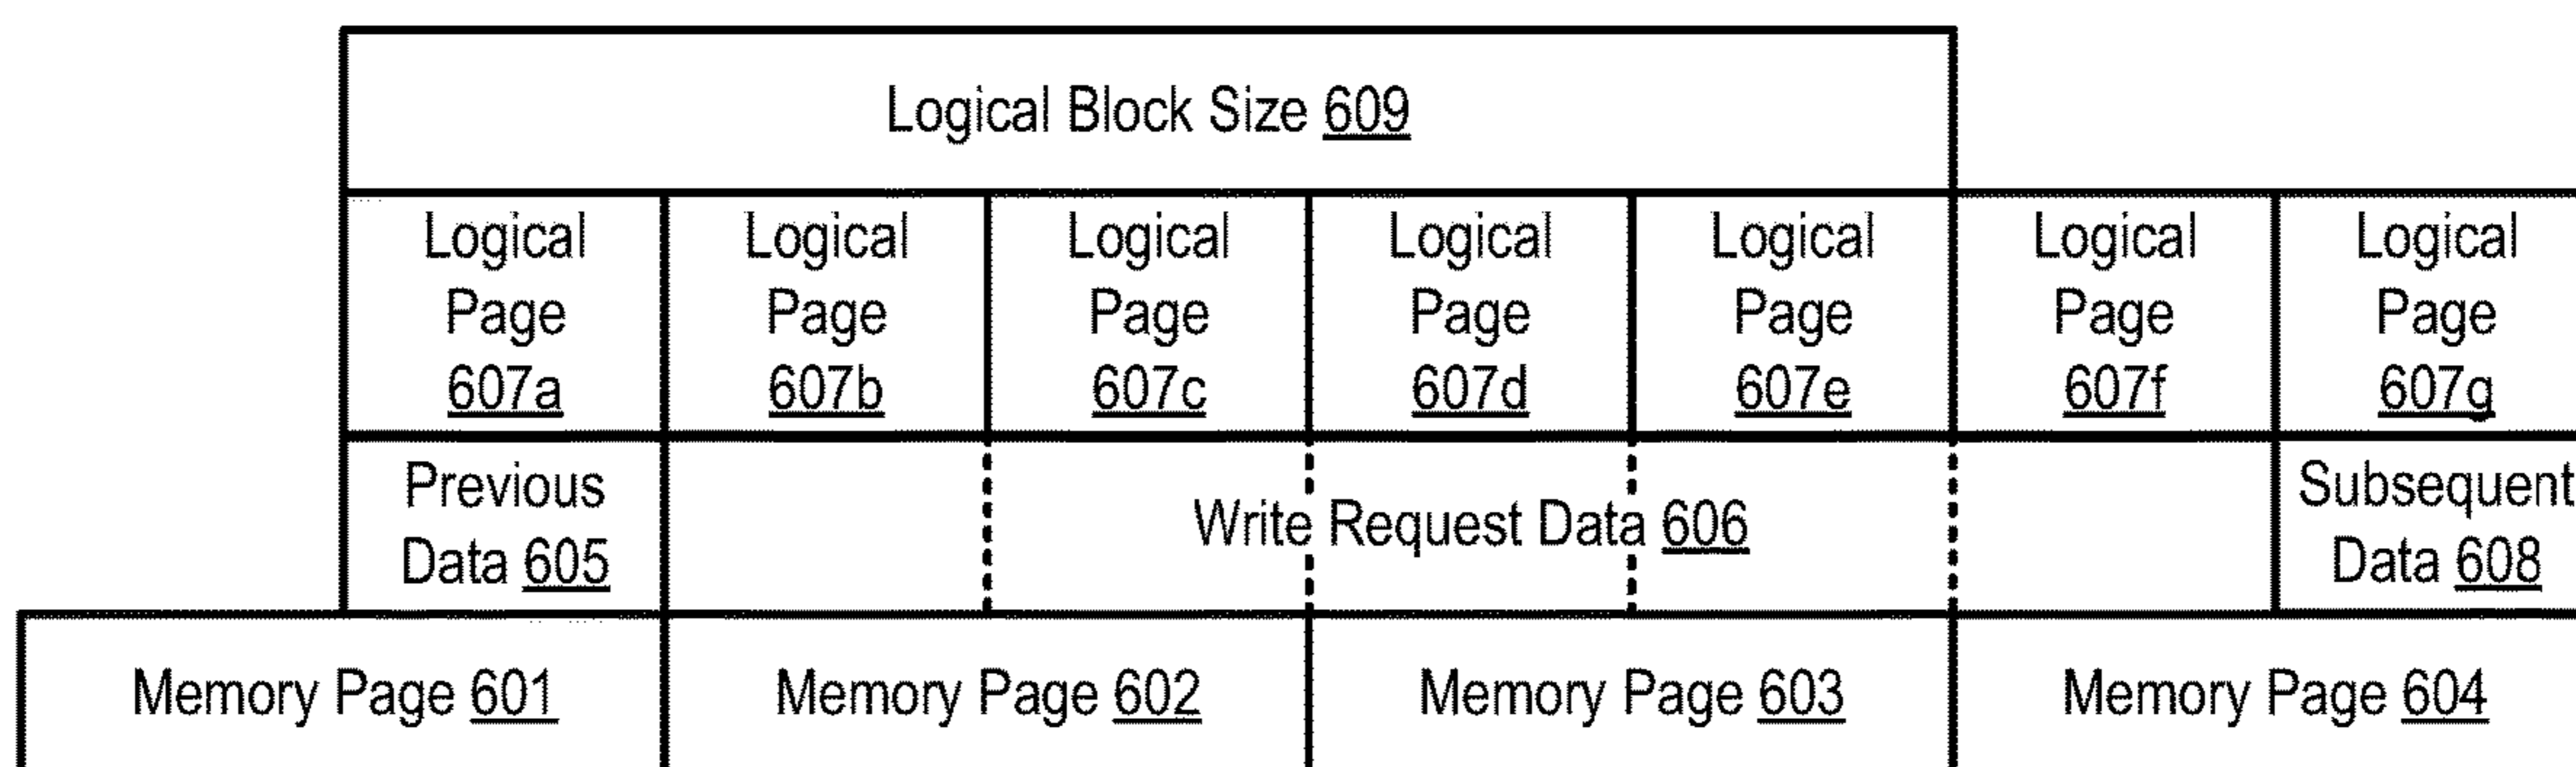 Logical Block Size 609
Logical Page 607a
Logical Page 607b
Logical Page 607c
Logical Page 607d
Logical Page 607e
Logical Page 607f
Logical Page 607g
Previous Data 605
Write Request Data 606
Subsequent Data 608
Memory Page 601
Memory Page 602
Memory Page 603
Memory Page 604